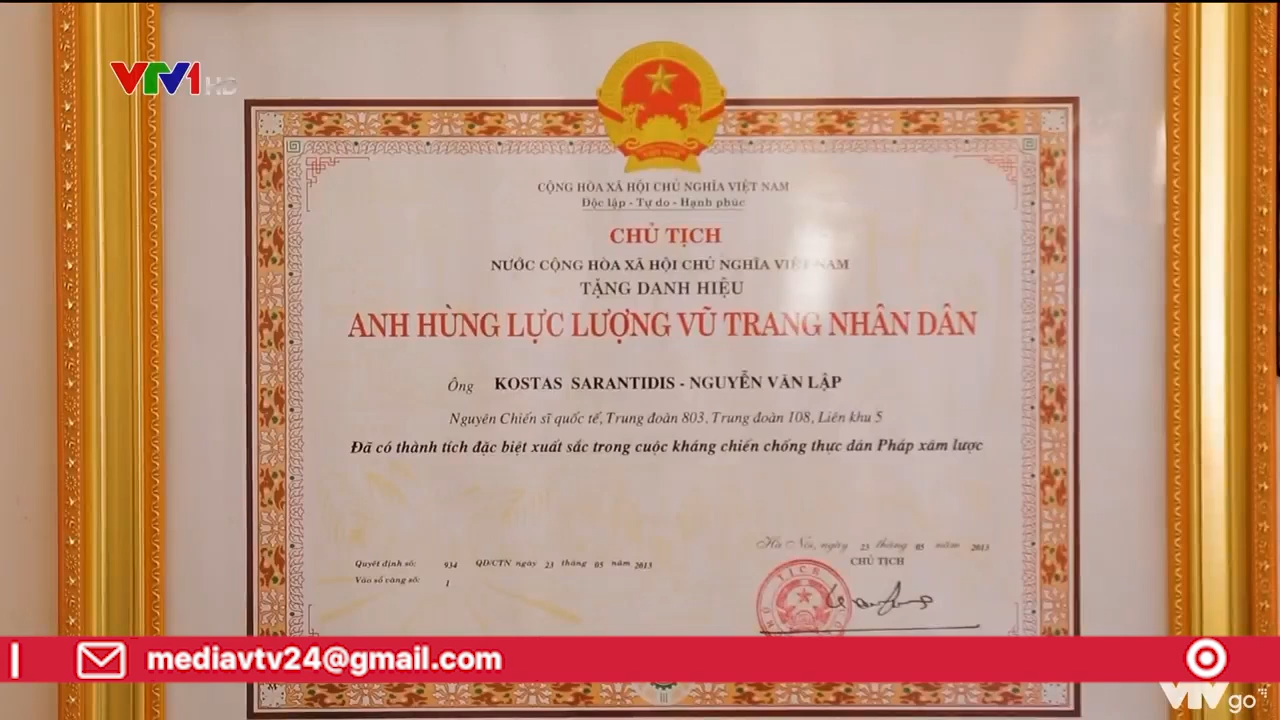 VTV1 HD
CỘNG HÒA XÃ HỘI CHỦ NGHĨA VIỆT NAM
Độc lập - Tự do - Hạnh phúc
CHỦ TỊCH
NƯỚC CỘNG HÒA XÃ HỘI CHỦ NGHĨA VIỆT NAM
TẶNG DANH HIỆU
ANH HÙNG LỰC LƯỢNG VŨ TRANG NHÂN DÂN
Ông KOSTAS SARANTIDIS - NGUYỄN VĂN LẬP
Nguyên Chiến sĩ quốc tế, Trung đoàn 803, Trung đoàn 108, Liên khu 5
Đã có thành tích đặc biệt xuất sắc trong cuộc kháng chiến chống thực dân Pháp xâm lược
Hà Nội, ngày 23 tháng 05 năm 2013
CHỦ TỊCH
Quyết định số: 934 QĐ/CTN ngày 23 tháng 05 năm 2013
Vào sổ vàng số: 1
mediavtv24@gmail.com
VTV go